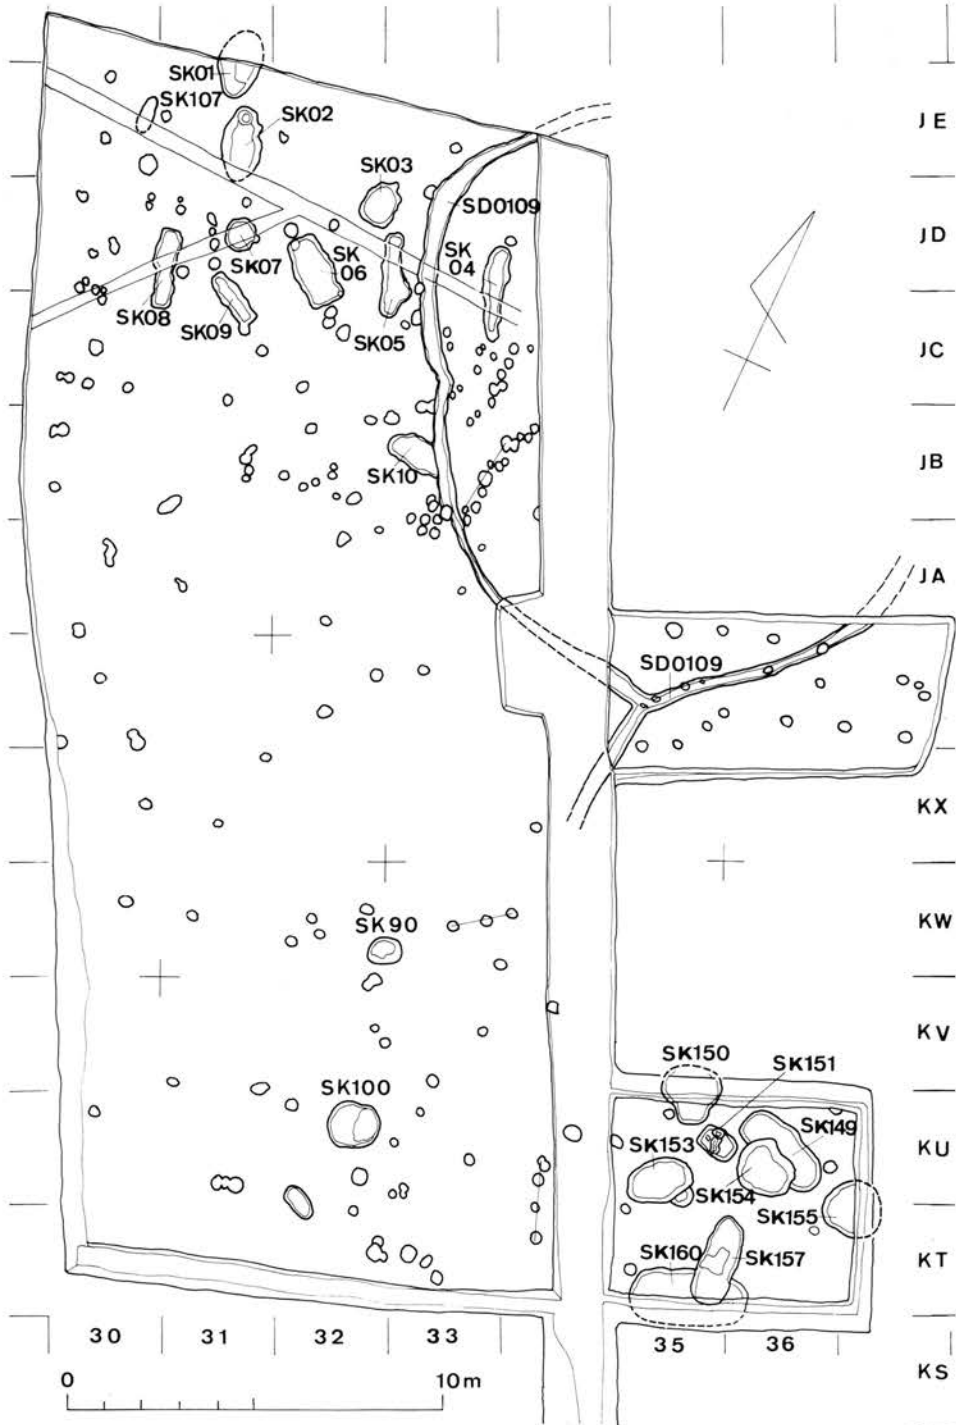 SK01
SK107
SK02
JE
SK03
SD0109
JD
SK07
SK
06
SK
04
SK08
SK09
SK05
JC
SK10
JB
JA
SD0109
KX
SK90
KW
KV
SK150
SK151
SK100
SK153
SK149
KU
SK154
SK155
SK160
SK157
KT
30
31
32
33
35
36
KS
0
10m